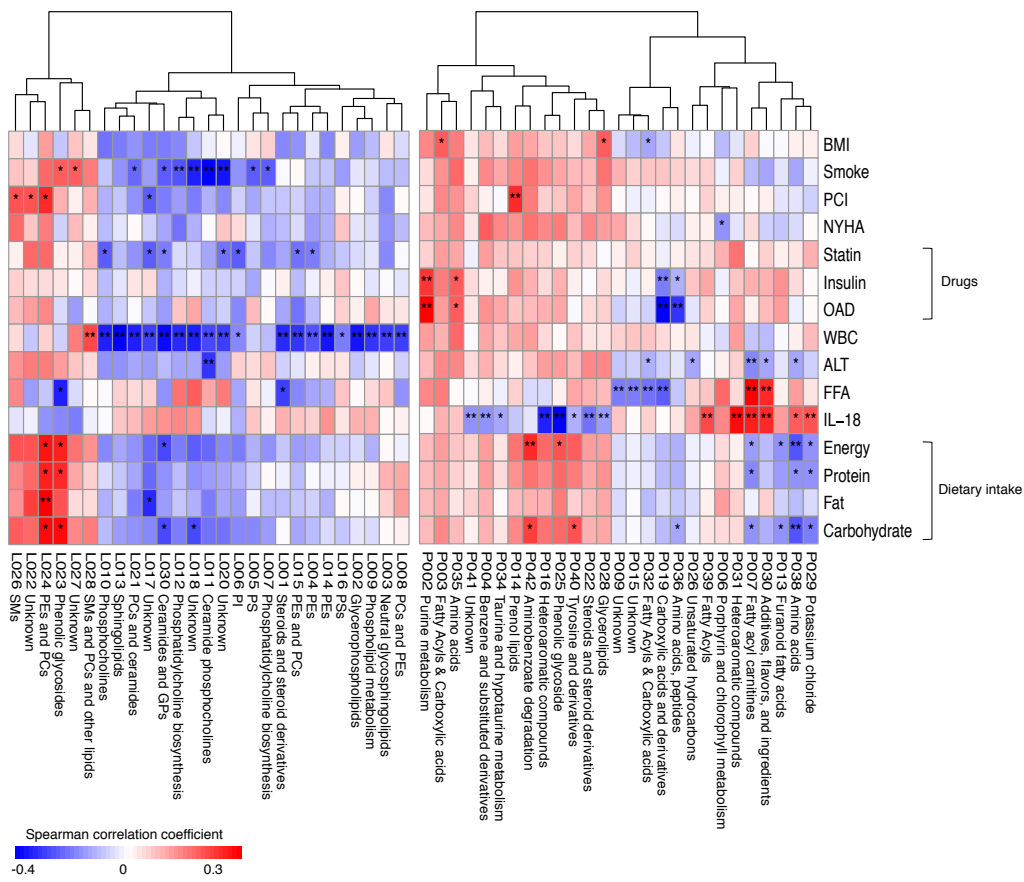 BMI
* * *
Smoke
* * * * * ** ** ** ** * *
PCI
* * * * **
NYHA
*
Statin
* * * * * * *
Insulin
** * ** *
OAD
** * ** **
WBC
** ** ** ** ** ** ** ** ** ** * ** ** ** ** * ** ** ** **
ALT
** * * ** * *
FFA
* * ** ** ** ** ** **
IL−18
** ** * ** ** * ** ** ** ** ** ** * **
Energy
* * * ** * * * ** *
Protein
* * * * *
Fat
** *
Carbohydrate
* * * * * * * * * ** *
Drugs
Dietary intake
L026 SMs
L022 Unknown
L024 PEs and PCs
L023 Phenolic glycosides
L027 Unknown
L028 SMs and PCs and other lipids
L010 Phosphocholines
L013 Sphingolipids
L021 PCs and ceramides
L017 Unknown
L030 Ceramides and GPs
L012 Phosphatidylcholine biosynthesis
L018 Unknown
L011 Ceramide phosphocholines
L020 Unknown
L006 PI
L005 PS
L007 Phosphatidylcholine biosynthesis
L001 Steroids and steroid derivatives
L015 PEs and PCs
L004 PEs
L014 PEs
L016 PSs
L002 Glycerophospholipids
L009 Phospholipid metabolism
L003 Neutral glycosphingolipids
L008 PCs and PEs
P002 Purine metabolism
P003 Fatty Acyls & Carboxylic acids
P035 Amino acids
P041 Unknown
P004 Benzene and substituted derivatives
P034 Taurine and hypotaurine metabolism
P014 Prenol lipids
P042 Aminobenzoate degradation
P016 Heteroaromatic compounds
P025 Phenolic glycoside
P040 Tyrosine and derivatives
P022 Steroids and steroid derivatives
P028 Glycerolipids
P009 Unknown
P015 Unknown
P032 Fatty Acyls & Carboxylic acids
P019 Carboxylic acids and derivatives
P036 Amino acids, peptides
P026 Unsaturated hydrocarbons
P039 Fatty Acyls
P006 Porphyrin and chlorophyll metabolism
P031 Heteroaromatic compounds
P007 Fatty acyl carnitines
P030 Additives, flavors, and ingredients
P013 Furanoid fatty acids
P038 Amino acids
P029 Potassium chloride
Spearman correlation coefficient
-0.4 0 0.3